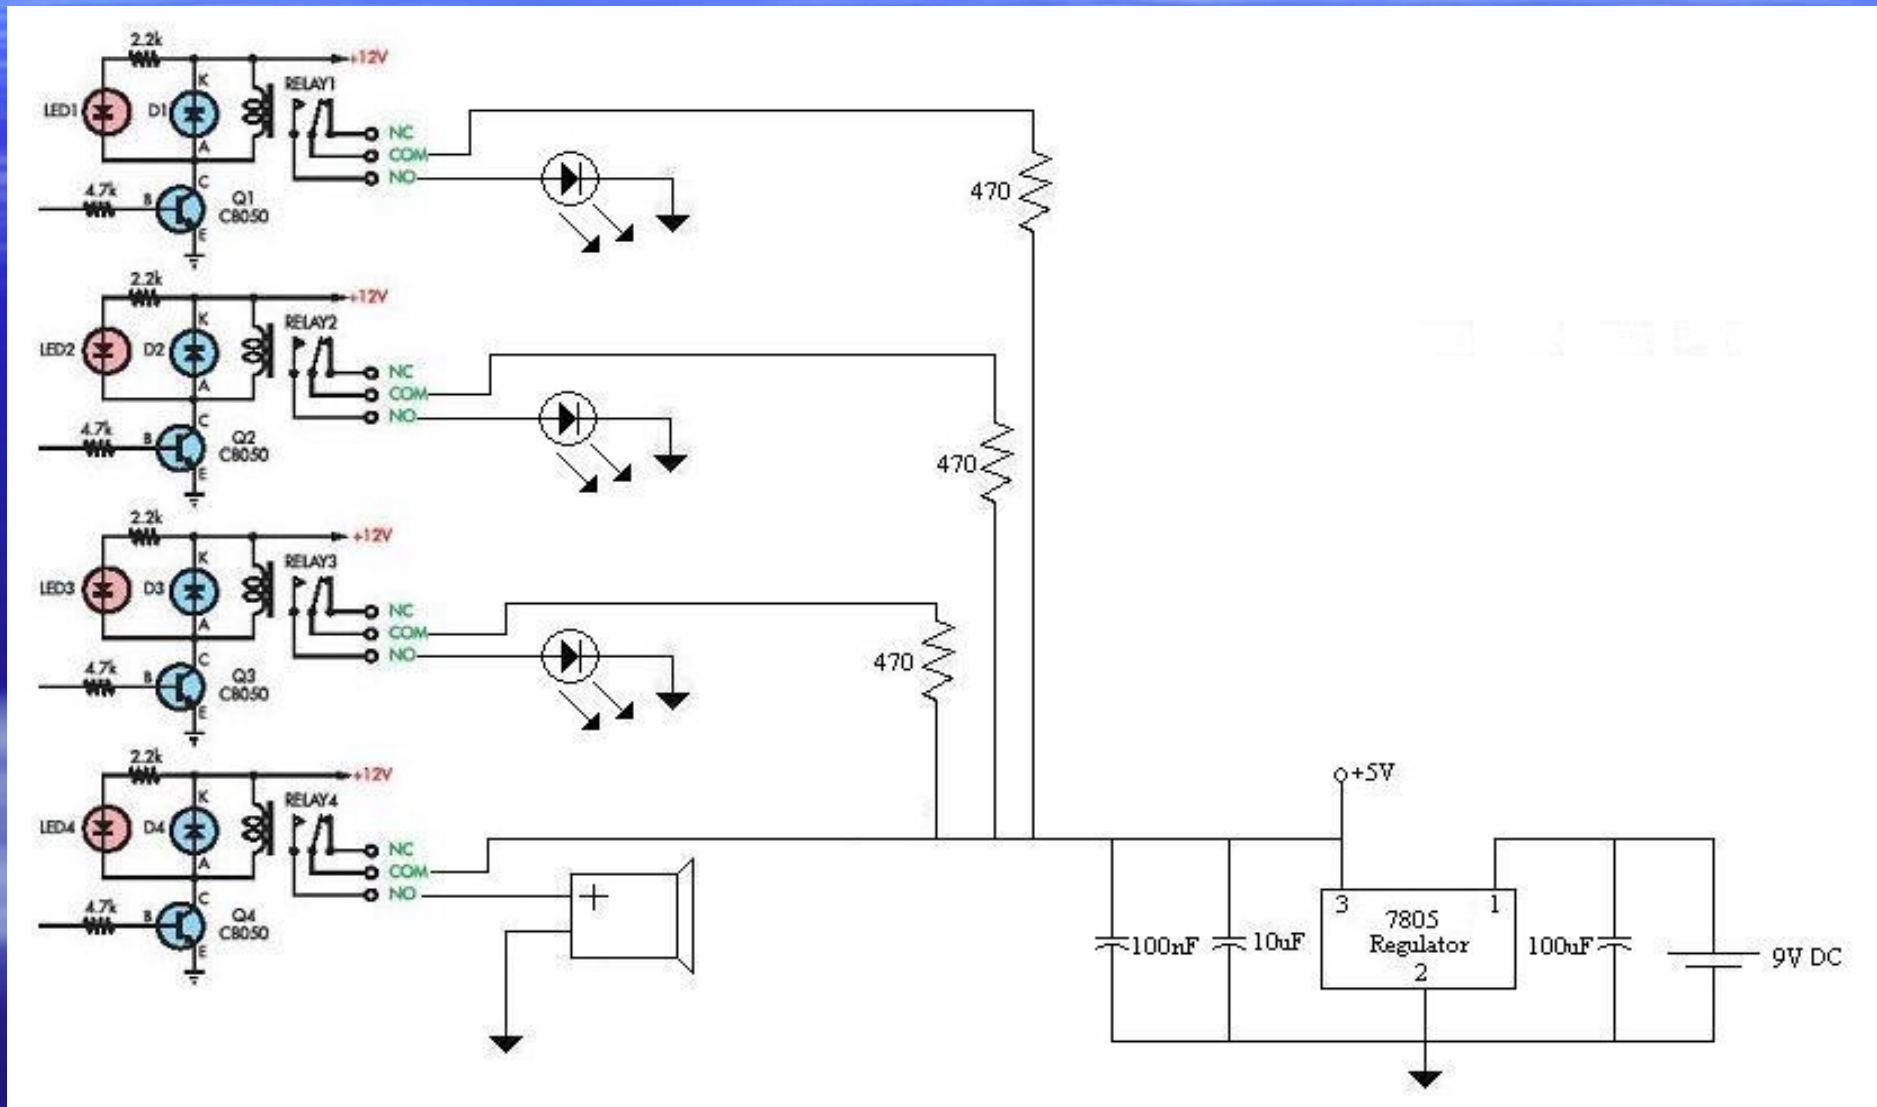 2.2k
+12V
K
RELAY1
LED1
D1
NC
A
COM
NO
C
4.7k
B
Q1
C8050
E
470
2.2k
+12V
K
RELAY2
LED2
D2
NC
A
COM
NO
C
4.7k
B
Q2
C8050
E
470
2.2k
+12V
K
RELAY3
LED3
D3
NC
A
COM
NO
C
4.7k
B
Q3
C8050
E
470
2.2k
+12V
K
RELAY4
LED4
D4
NC
A
COM
NO
C
4.7k
B
Q4
C8050
E
+
+5V
3
1
7805
Regulator
2
100nF
10uF
100uF
9V DC